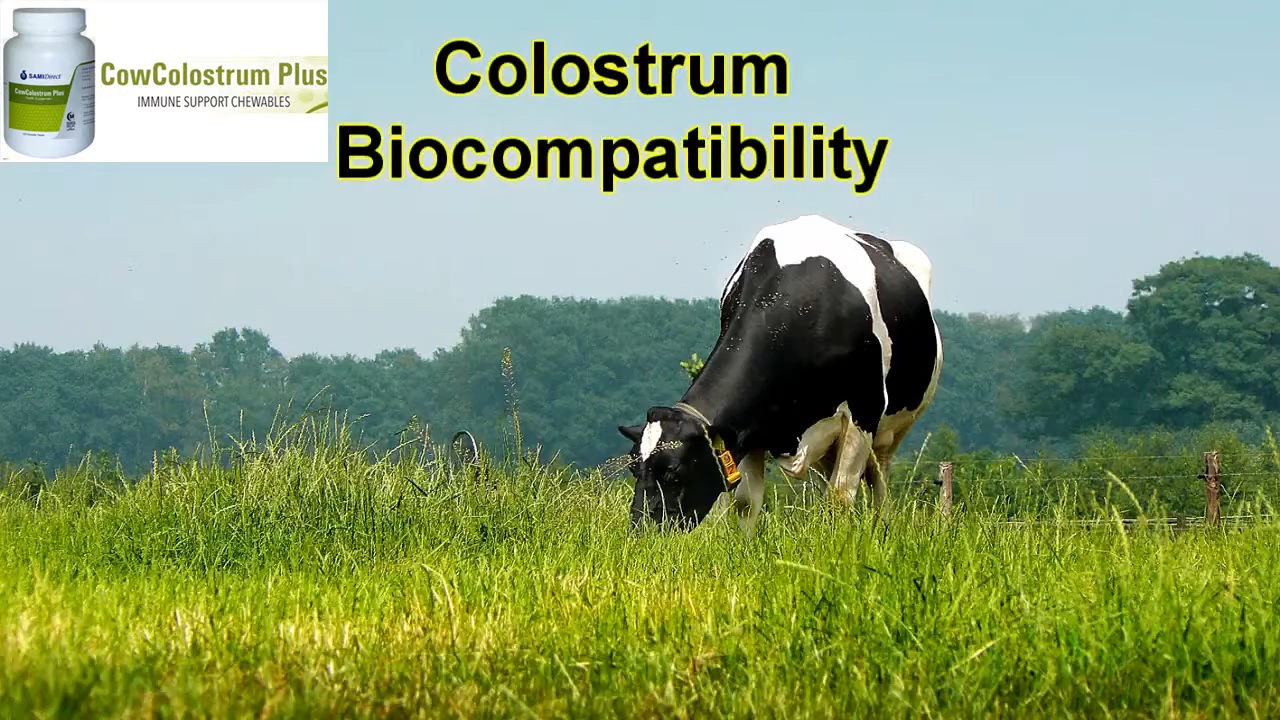 SAMIDirect
CowColostrum Plus
CowColostrum Plus
IMMUNE SUPPORT CHEWABLES
Colostrum
Biocompatibility